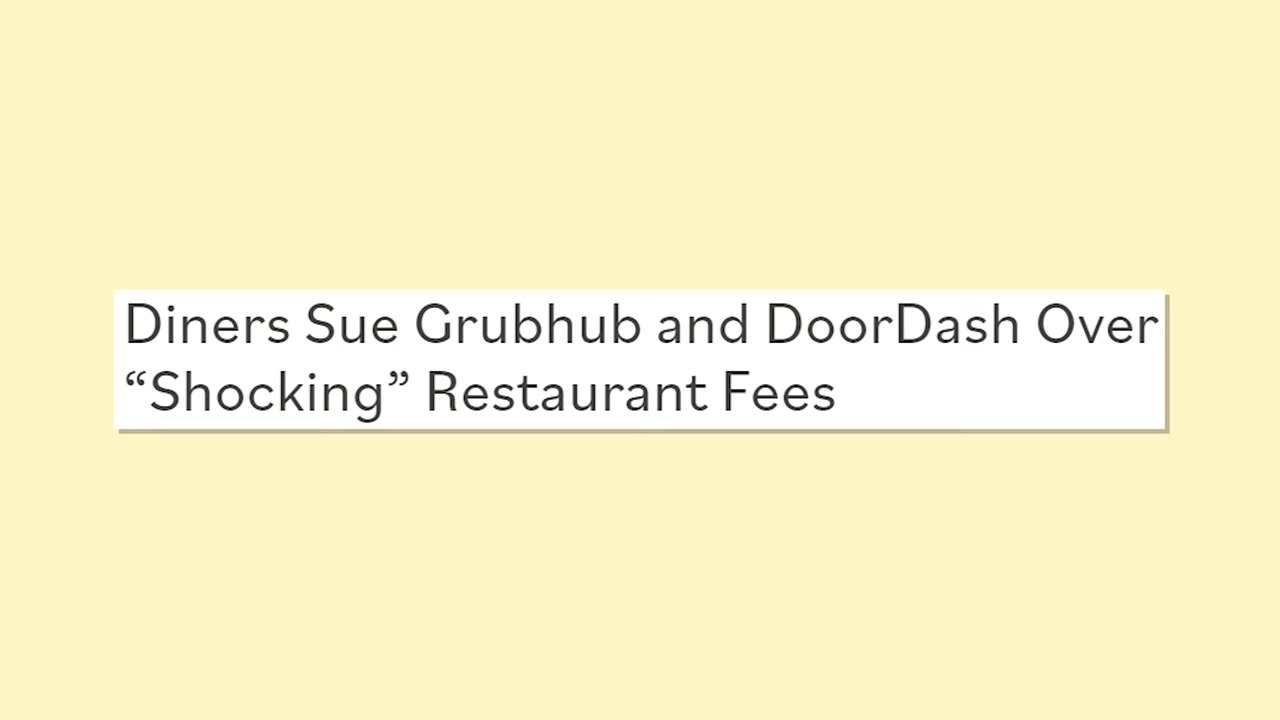 Diners Sue Grubhub and DoorDash Over
“Shocking” Restaurant Fees